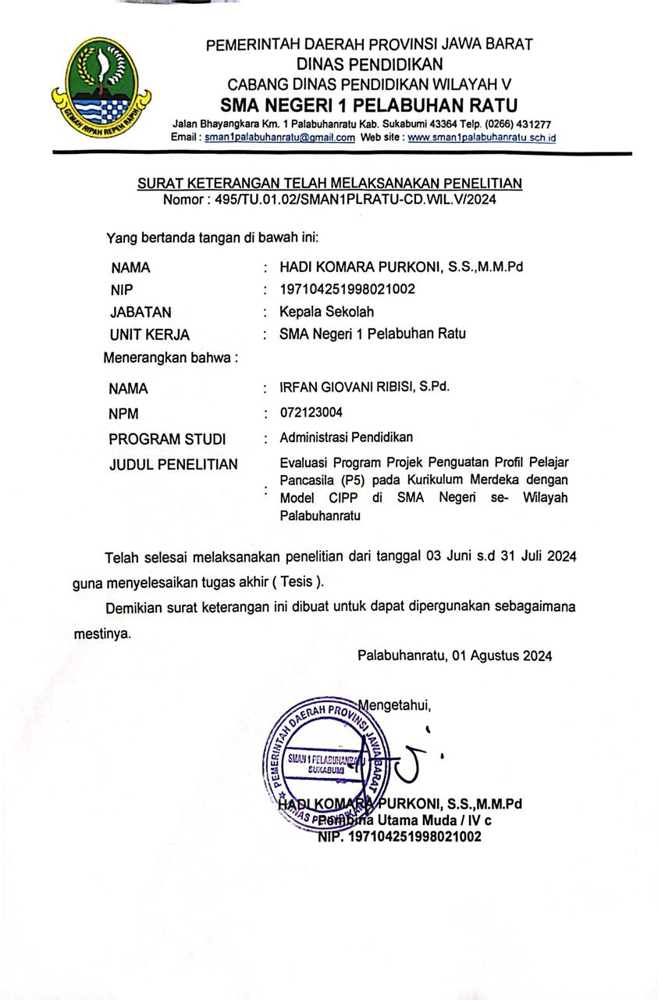 GEMAH RIPAH REPEH RAPIH
PEMERINTAH DAERAH PROVINSI JAWA BARAT
DINAS PENDIDIKAN
CABANG DINAS PENDIDIKAN WILAYAH V
SMA NEGERI 1 PELABUHAN RATU
Jalan Bhayangkara Km. 1 Palabuhanratu Kab. Sukabumi 43364 Telp. (0266) 431277
Email : sman1palabuhanratu@gmail.com Web site : www.sman1palabuhanratu.sch.id
SURAT KETERANGAN TELAH MELAKSANAKAN PENELITIAN
Nomor : 495/TU.01.02/SMAN1PLRATU-CD.WIL.V/2024
Yang bertanda tangan di bawah ini:
NAMA : HADI KOMARA PURKONI, S.S.,M.M.Pd
NIP : 197104251998021002
JABATAN : Kepala Sekolah
UNIT KERJA : SMA Negeri 1 Pelabuhan Ratu
Menerangkan bahwa :
NAMA : IRFAN GIOVANI RIBISI, S.Pd.
NPM : 072123004
PROGRAM STUDI : Administrasi Pendidikan
JUDUL PENELITIAN : Evaluasi Program Projek Penguatan Profil Pelajar
Pancasila (P5) pada Kurikulum Merdeka dengan
Model CIPP di SMA Negeri se- Wilayah
Palabuhanratu
Telah selesai melaksanakan penelitian dari tanggal 03 Juni s.d 31 Juli 2024
guna menyelesaikan tugas akhir ( Tesis ).
Demikian surat keterangan ini dibuat untuk dapat dipergunakan sebagaimana
mestinya.
Palabuhanratu, 01 Agustus 2024
Mengetahui,
PEMERINTAH DAERAH PROVINSI JAWA BARAT
SMAN 1 PELABUHANRATU
SUKABUMI
DINAS PENDIDIKAN
HADI KOMARA PURKONI, S.S.,M.M.Pd
Pembina Utama Muda / IV c
NIP. 197104251998021002